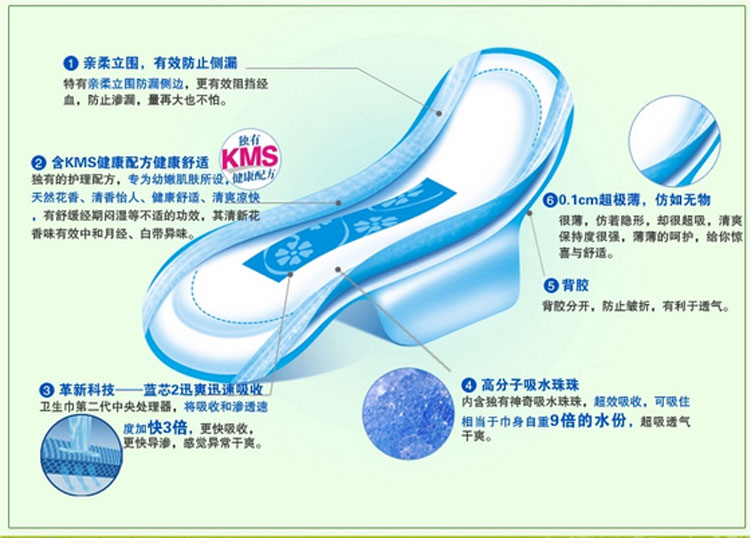 1 亲柔立围，有效防止侧漏
特有亲柔立围防漏侧边，更有效阻挡经
血，防止渗漏，量再大也不怕。
2 含KMS健康配方健康舒适
独有的护理配方，专为幼嫩肌肤所设，
天然花香、清香怡人、健康舒适、清爽凉快
，有舒缓经期闷湿等不适的功效，其清新花
香味有效中和月经、白带异味。
独有
KMS
健康配方
6 0.1cm超极薄，仿如无物
很薄，仿若隐形，却很超吸，清爽
保持度很强，薄薄的呵护，给你惊
喜与舒适。
5 背胶
背胶分开，防止皱折，有利于透气。
3 革新科技——蓝芯2迅爽迅速吸收
卫生巾第二代中央处理器，将吸收和渗透速
度加快3倍，更快吸收，
更快导渗，感觉异常干爽。
4 高分子吸水珠珠
内含独有神奇吸水珠珠，超效吸收，可吸住
相当于巾身自重9倍的水份，超吸透气
干爽。